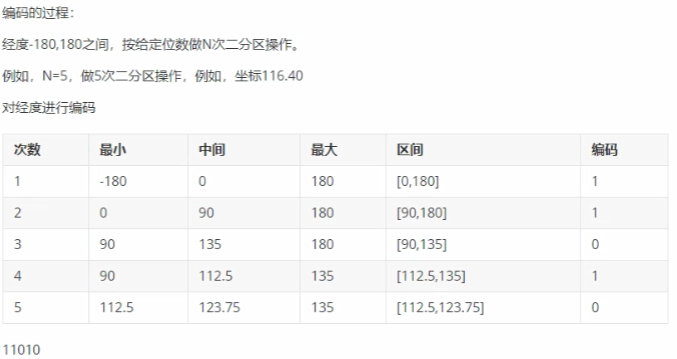 编码的过程：
经度-180,180之间，按给定位数做N次二分区操作。
例如，N=5，做5次二分区操作，例如，坐标116.40
对经度进行编码
次数 最小 中间 最大 区间 编码
1 -180 0 180 [0,180] 1
2 0 90 180 [90,180] 1
3 90 135 180 [90,135] 0
4 90 112.5 135 [112.5,135] 1
5 112.5 123.75 135 [112.5,123.75] 0
11010